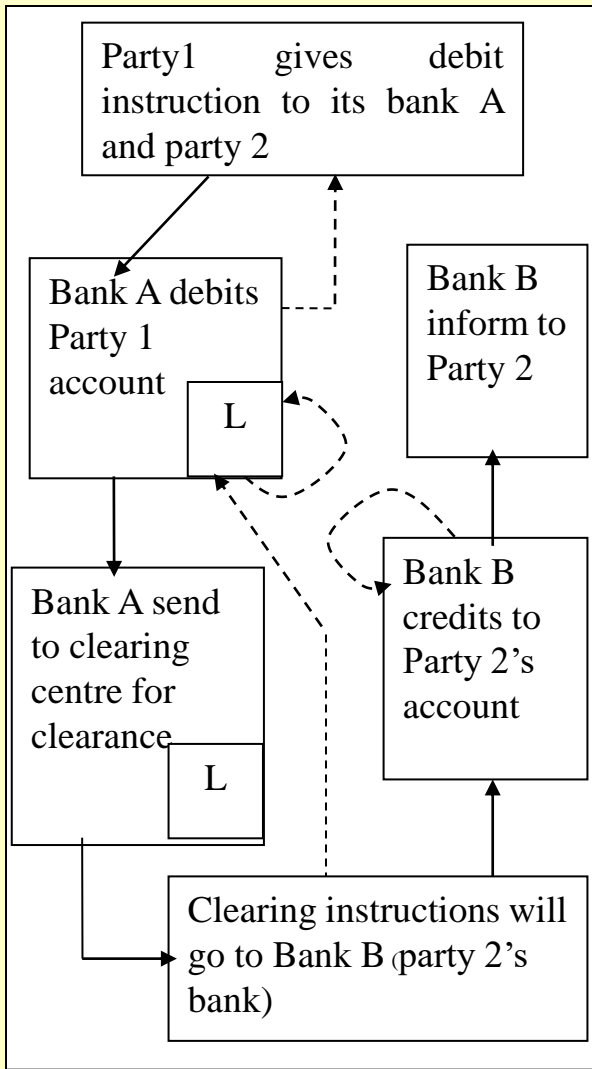 Party1 gives debit
instruction to its bank A
and party 2
Bank A debits
Party 1
account
L
Bank B
inform to
Party 2
Bank A send
to clearing
centre for
clearance
L
Bank B
credits to
Party 2’s
account
Clearing instructions will
go to Bank B (party 2’s
bank)